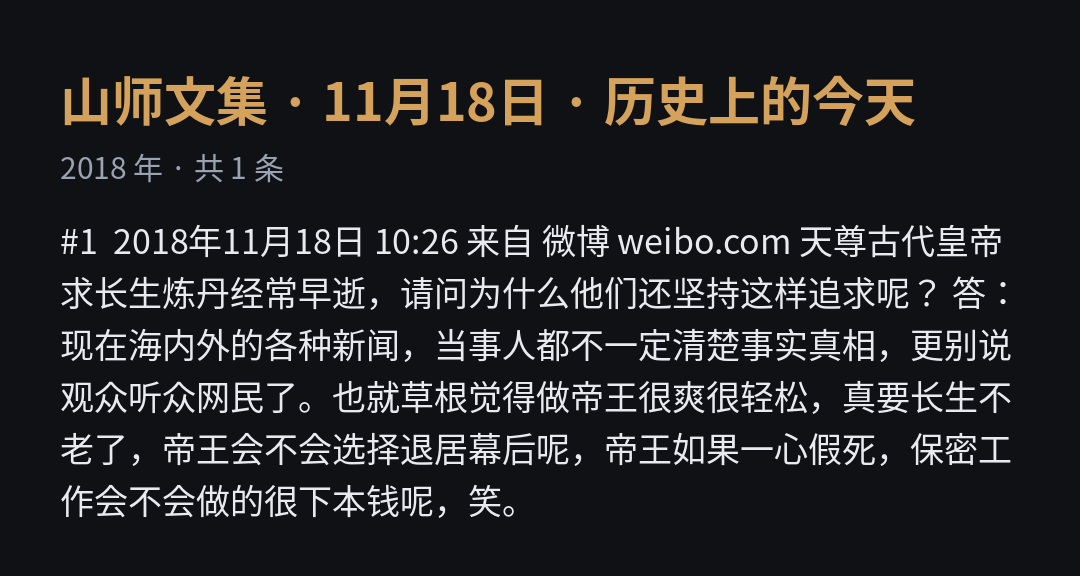 山师文集 · 11月18日 · 历史上的今天
2018 年 · 共 1 条
#1 2018年11月18日 10:26 来自 微博 weibo.com 天尊古代皇帝
求长生炼丹经常早逝，请问为什么他们还坚持这样追求呢？ 答：
现在海内外的各种新闻，当事人都不一定清楚事实真相，更别说
观众听众网民了。也就草根觉得做帝王很爽很轻松，真要长生不
老了，帝王会不会选择退居幕后呢，帝王如果一心假死，保密工
作会不会做的很下本钱呢，笑。